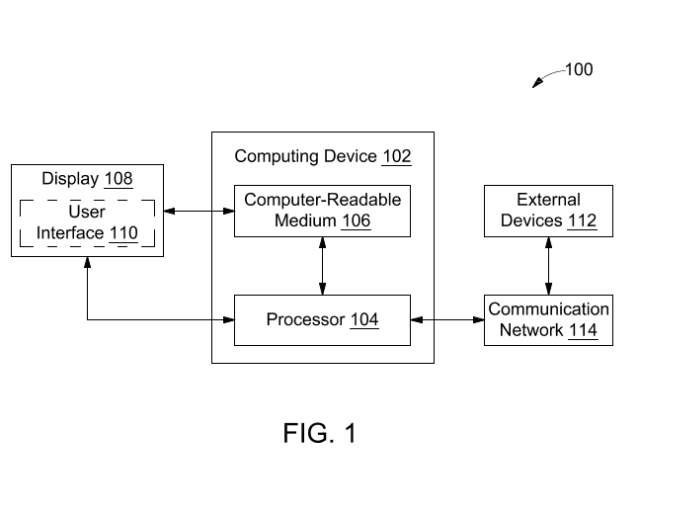 100
Computing Device 102
Display 108
User
Interface 110
Computer-Readable
Medium 106
External
Devices 112
Processor 104
Communication
Network 114
FIG. 1